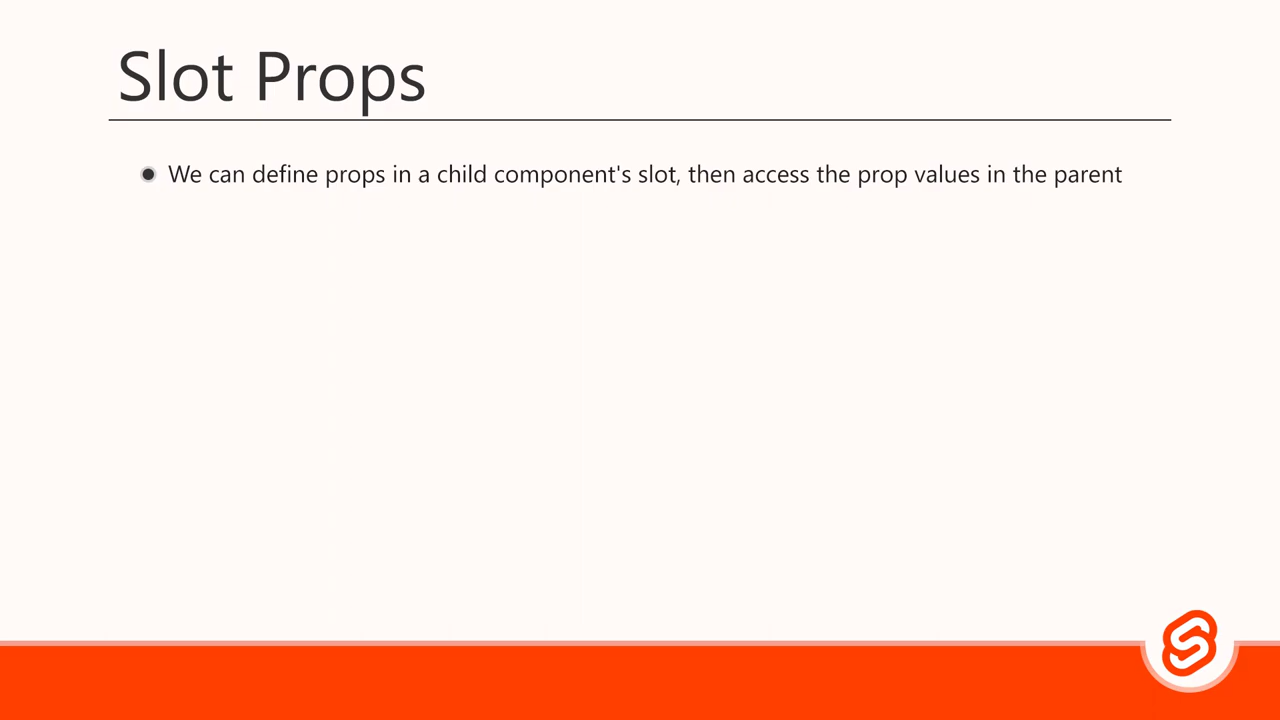 Slot Props
We can define props in a child component's slot, then access the prop values in the parent